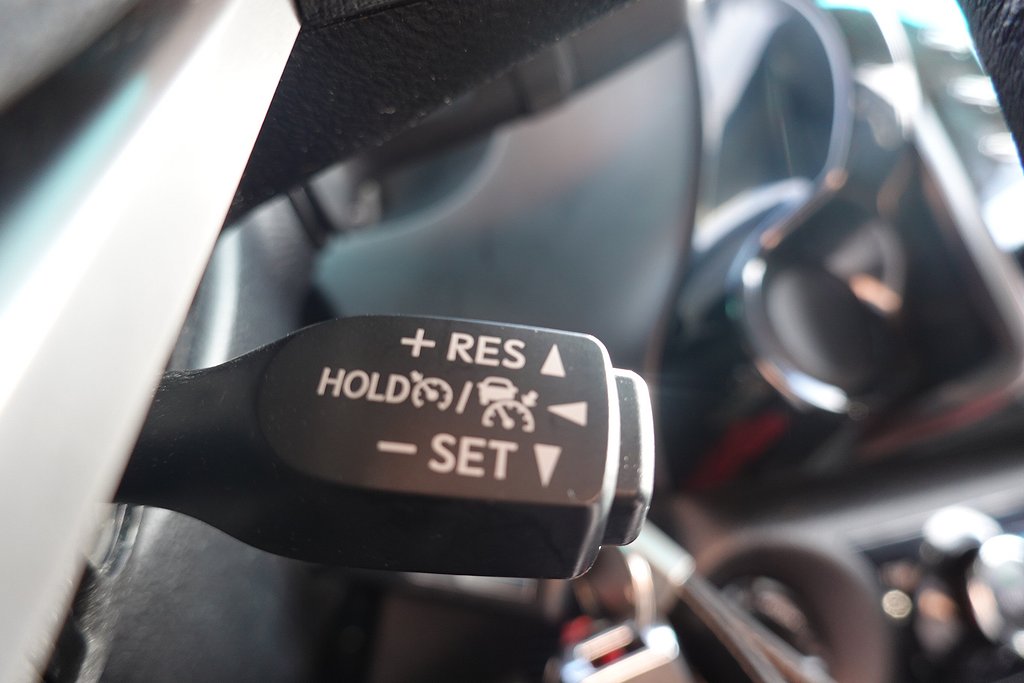 + RES
HOLD /
− SET